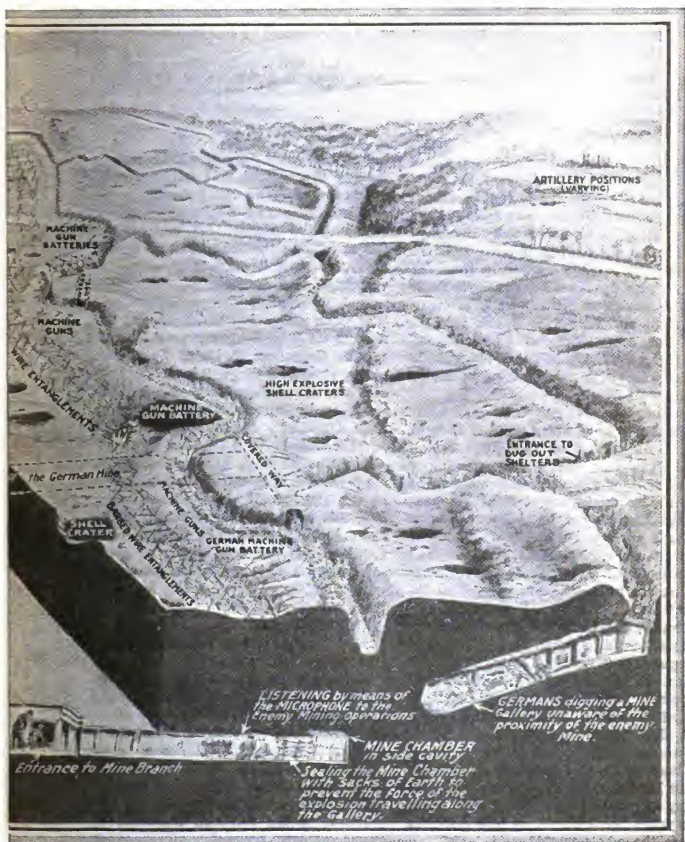 ARTILLERY POSITIONS
(VARYING)
MACHINE
GUN
BATTERIES
MACHINE
GUNS
WIRE ENTANGLEMENTS
HIGH EXPLOSIVE
SHELL CRATERS
MACHINE
GUN BATTERY
COVERED WAY
ENTRANCE TO
DUG OUT
SHELTERS
the German Mine
MACHINE GUNS
SHELL
CRATER
BARBED WIRE ENTANGLEMENTS
GERMAN MACHINE
GUN BATTERY
LISTENING by means of
the MICROPHONE to the
Enemy Mining operations
GERMANS digging a MINE
Gallery unaware of the
proximity of the enemy
Mine.
MINE CHAMBER
in side cavity
Entrance to Mine Branch
Sealing the Mine Chamber
with sacks of Earth to
prevent the Force of the
explosion travelling along
the Gallery.